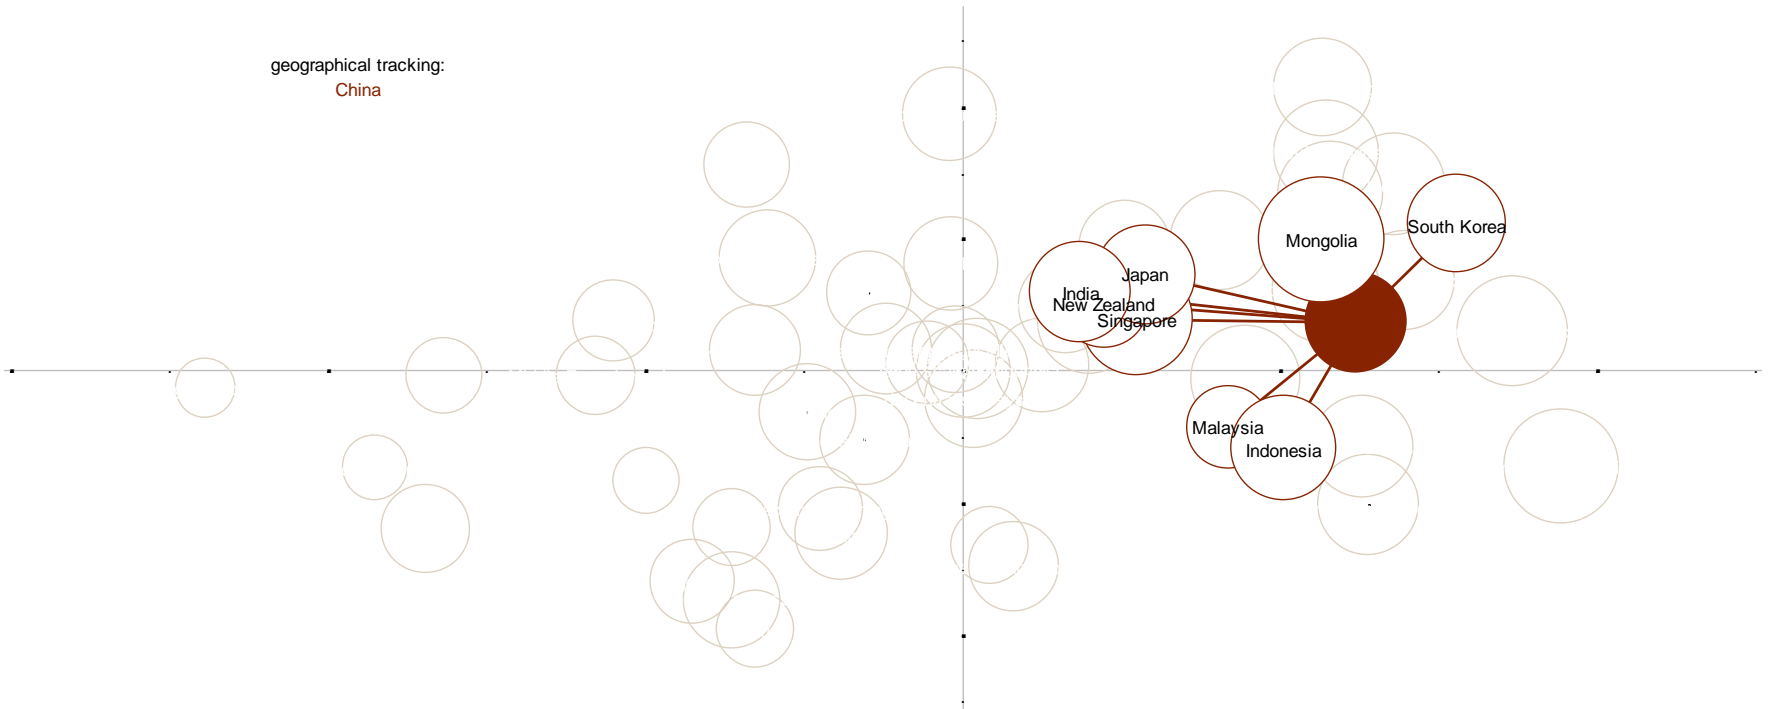 geographical tracking:
China
South Korea
Mongolia
Japan
India
New Zealand
Singapore
Malaysia
Indonesia